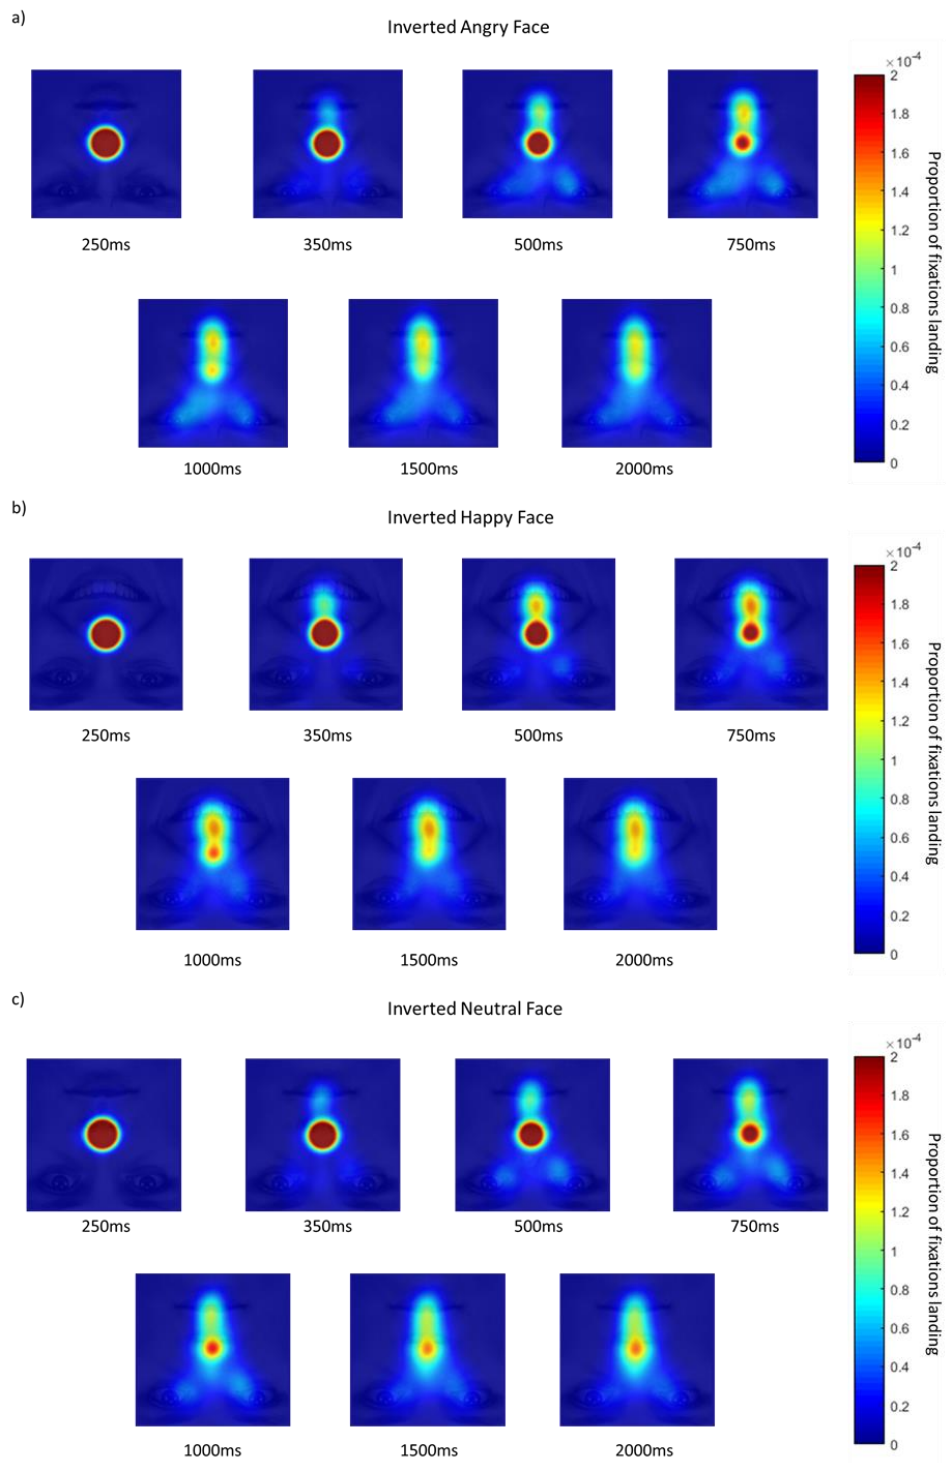 a)
Inverted Angry Face
×10⁻⁴
2
1.8
1.6
1.4
1.2
1
0.8
0.6
0.4
0.2
0
Proportion of fixations landing
250ms
350ms
500ms
750ms
1000ms
1500ms
2000ms
b)
Inverted Happy Face
×10⁻⁴
2
1.8
1.6
1.4
1.2
1
0.8
0.6
0.4
0.2
0
Proportion of fixations landing
250ms
350ms
500ms
750ms
1000ms
1500ms
2000ms
c)
Inverted Neutral Face
×10⁻⁴
2
1.8
1.6
1.4
1.2
1
0.8
0.6
0.4
0.2
0
Proportion of fixations landing
250ms
350ms
500ms
750ms
1000ms
1500ms
2000ms